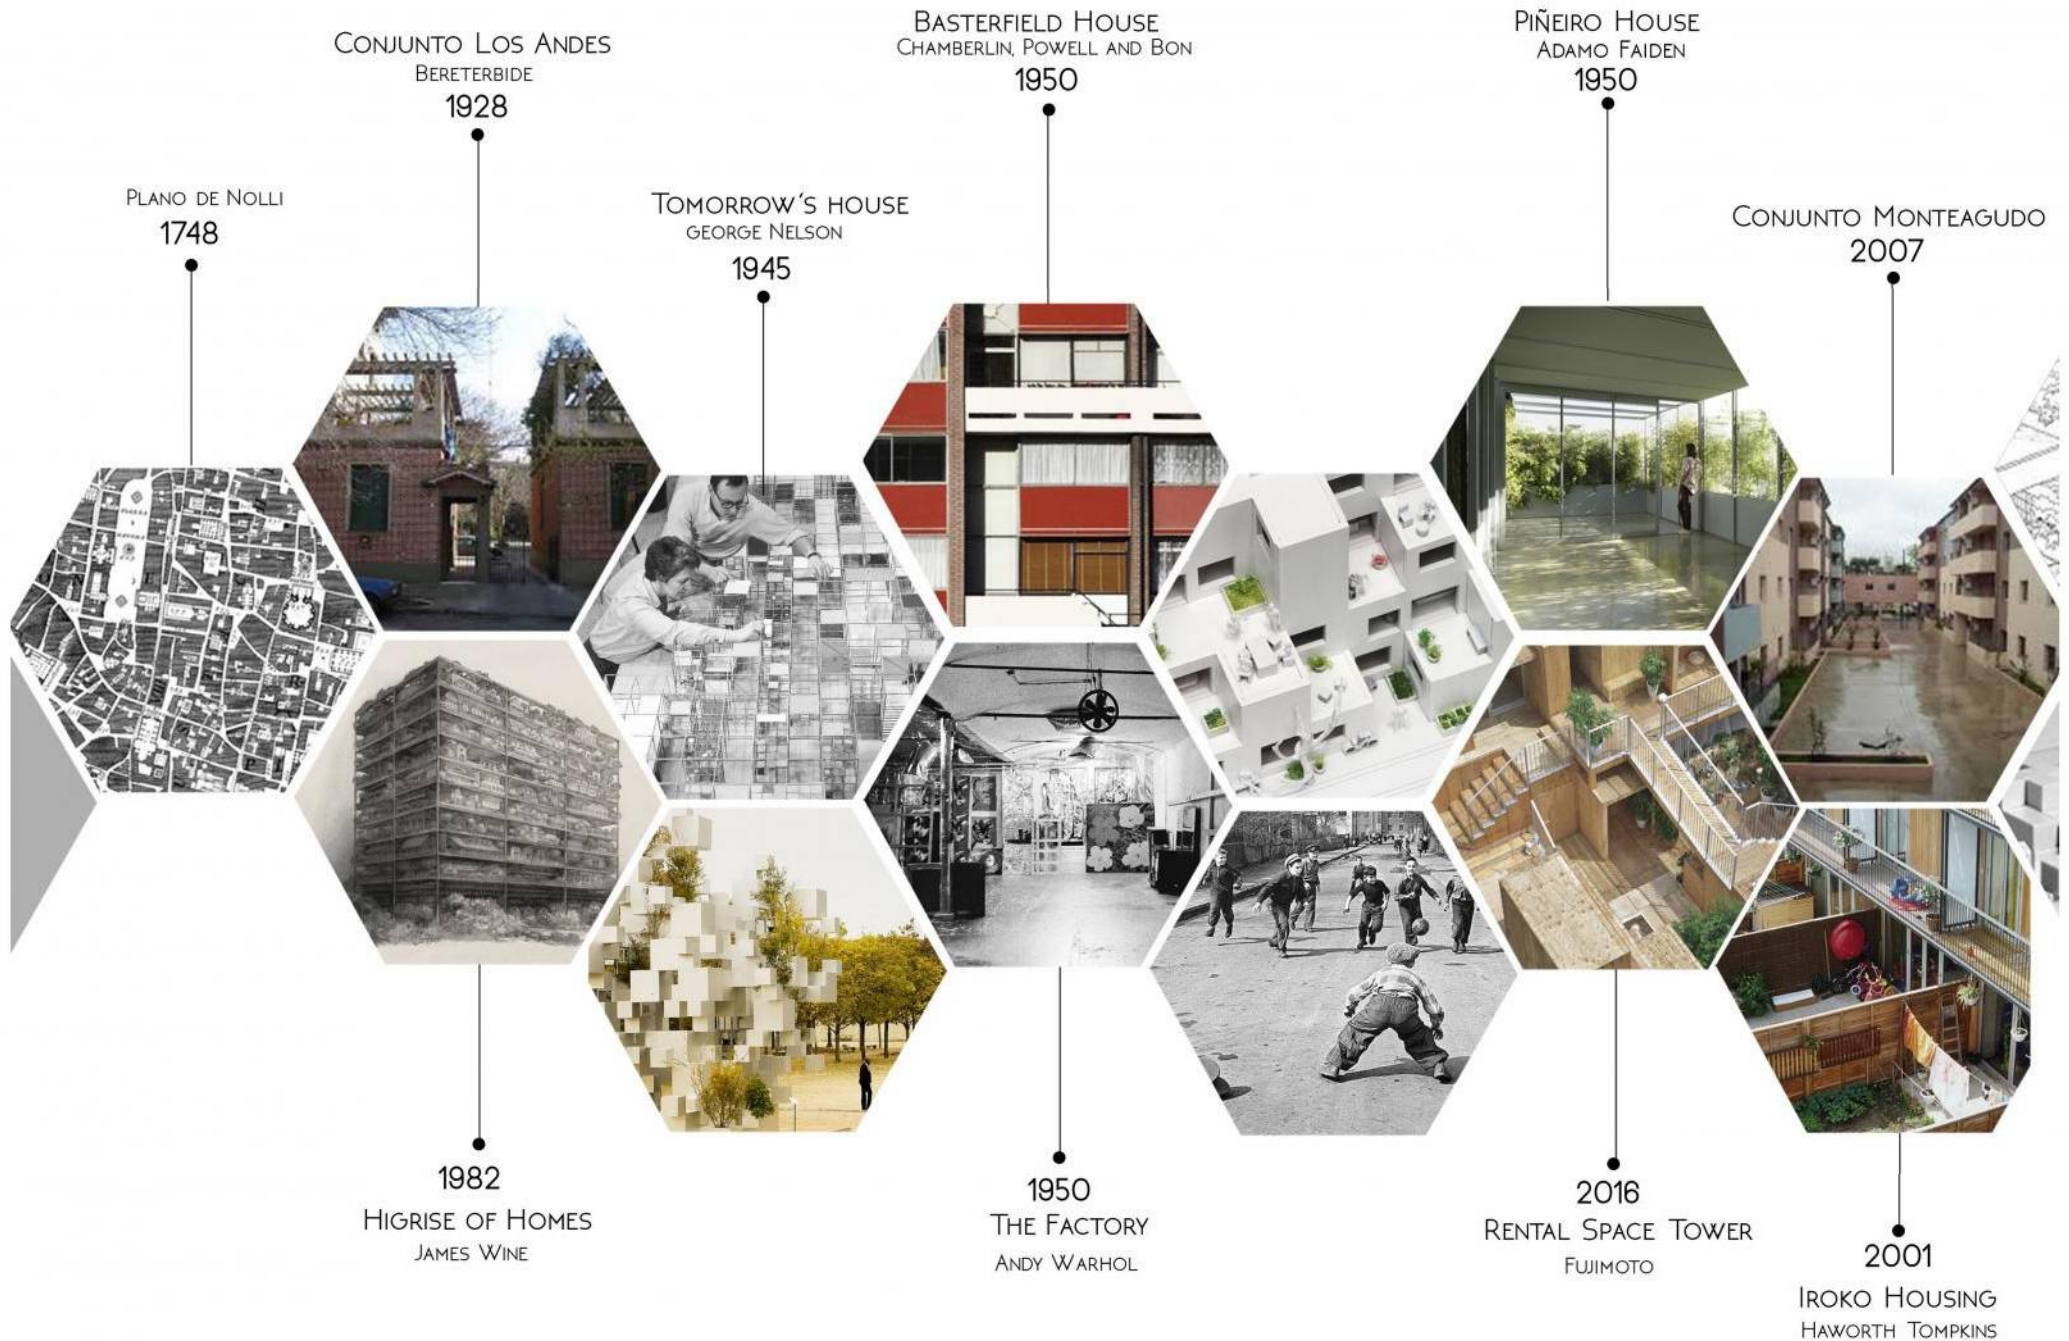 PLANO DE NOLLI
1748
CONJUNTO LOS ANDES
BERETERBIDE
1928
TOMORROW'S HOUSE
GEORGE NELSON
1945
BASTERFIELD HOUSE
CHAMBERLIN, POWELL AND BON
1950
PIÑEIRO HOUSE
ADAMO FAIDEN
1950
CONJUNTO MONTEAGUDO
2007
1982
HIGRISE OF HOMES
JAMES WINE
1950
THE FACTORY
ANDY WARHOL
2016
RENTAL SPACE TOWER
FUJIMOTO
2001
IROKO HOUSING
HAWORTH TOMPKINS